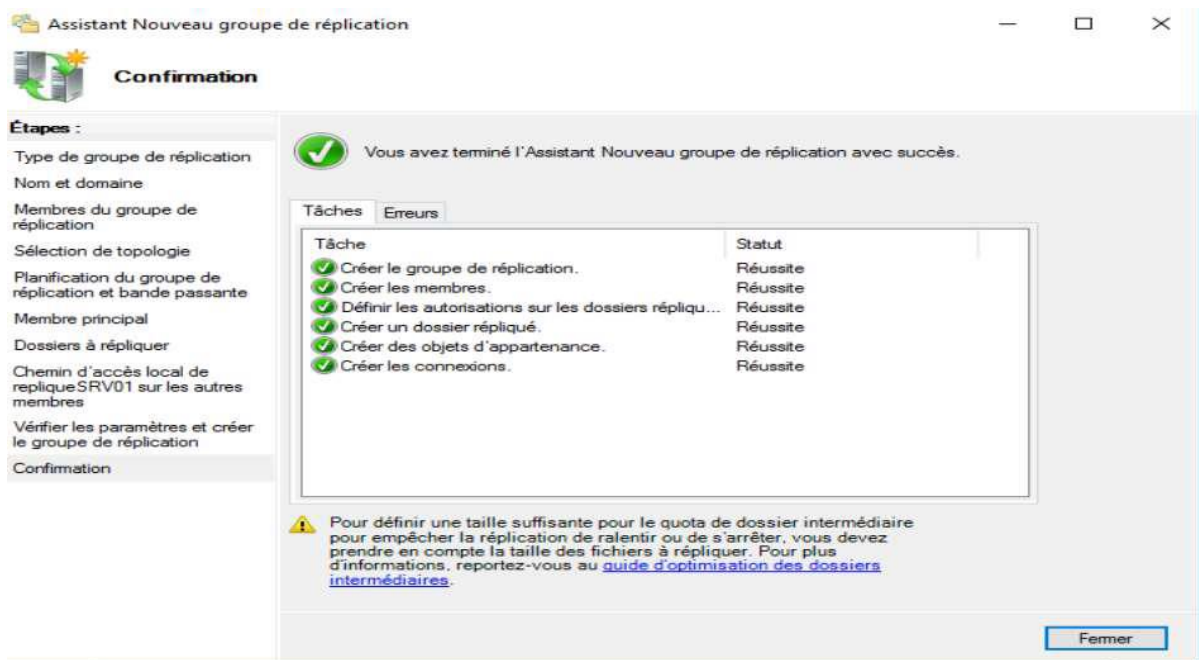 Assistant Nouveau groupe de réplication
Confirmation
Étapes :
Type de groupe de réplication
Nom et domaine
Membres du groupe de
réplication
Sélection de topologie
Planification du groupe de
réplication et bande passante
Membre principal
Dossiers à répliquer
Chemin d'accès local de
repliqueSRV01 sur les autres
membres
Vérifier les paramètres et créer
le groupe de réplication
Confirmation
Vous avez terminé l'Assistant Nouveau groupe de réplication avec succès.
Tâches Erreurs
Tâche Statut
Créer le groupe de réplication. Réussite
Créer les membres. Réussite
Définir les autorisations sur les dossiers répliqu... Réussite
Créer un dossier répliqué. Réussite
Créer des objets d'appartenance. Réussite
Créer les connexions. Réussite
Pour définir une taille suffisante pour le quota de dossier intermédiaire
pour empêcher la réplication de ralentir ou de s'arrêter, vous devez
prendre en compte la taille des fichiers à répliquer. Pour plus
d'informations, reportez-vous au guide d'optimisation des dossiers
intermédiaires.
Fermer